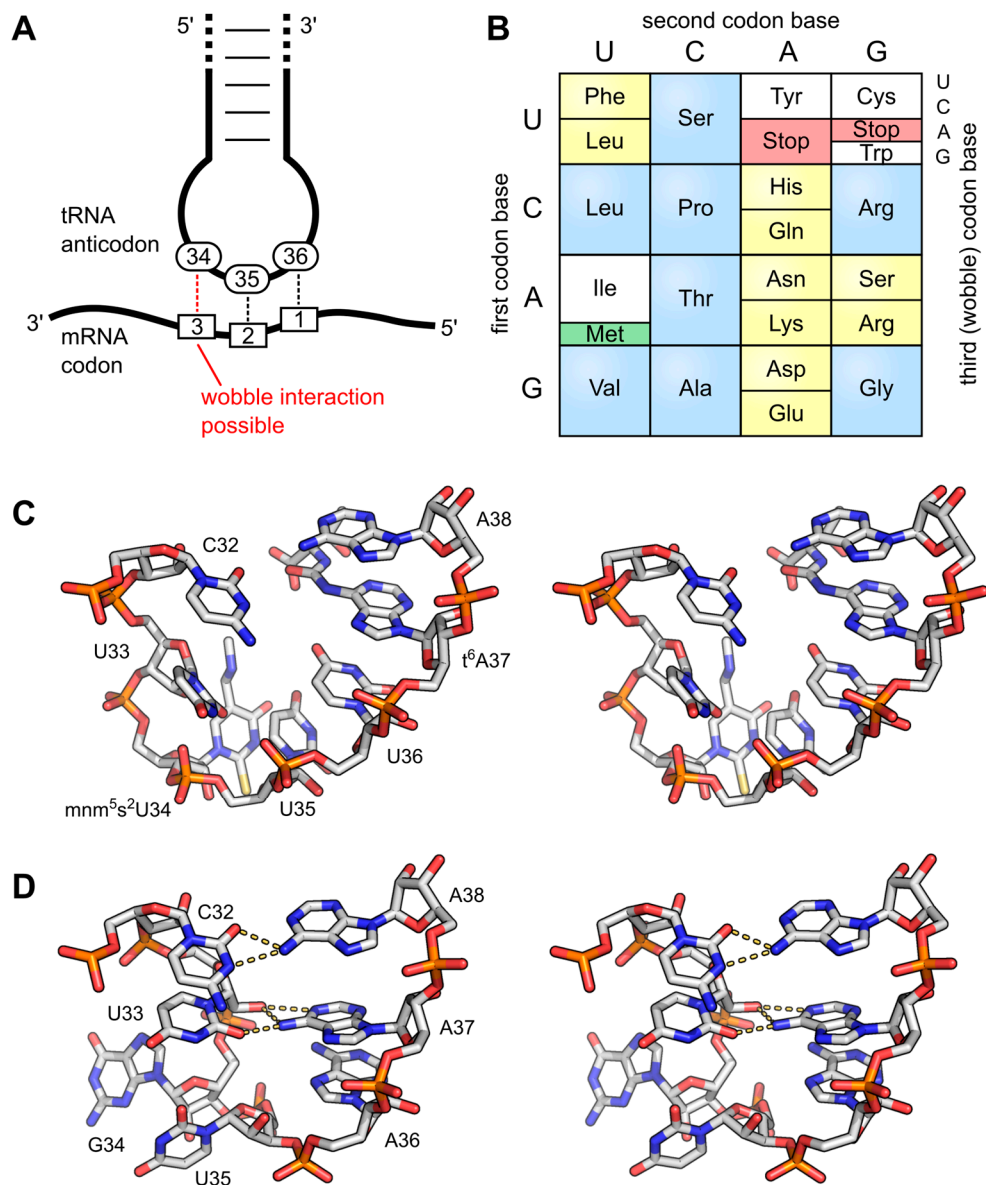 A
5'
3'
tRNA
anticodon
34
35
36
3'
3
2
1
5'
mRNA
codon
wobble interaction
possible
B
second codon base
U C A G
first codon base
third (wobble) codon base
U
C
A
G
U
Phe
Leu
Ser
Tyr
Stop
Cys
Stop
Trp
C
Leu
Pro
His
Gln
Arg
A
Ile
Met
Thr
Asn
Lys
Ser
Arg
G
Val
Ala
Asp
Glu
Gly
C
C32
A38
U33
t⁶A37
U36
mnm⁵s²U34
U35
D
C32
A38
U33
A37
G34
A36
U35